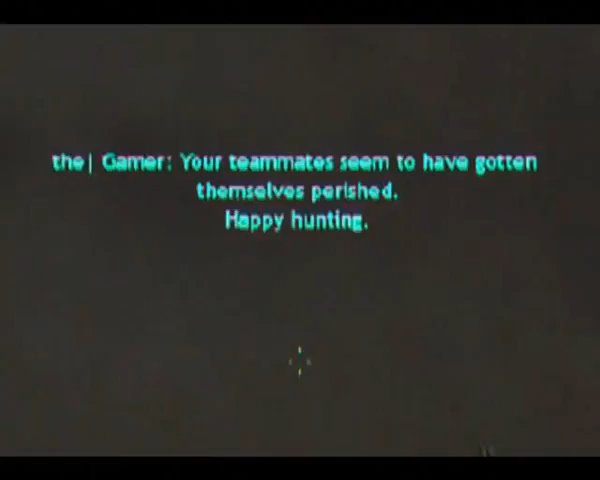 the| Gamer: Your teammates seem to have gotten
themselves perished.
Happy hunting.